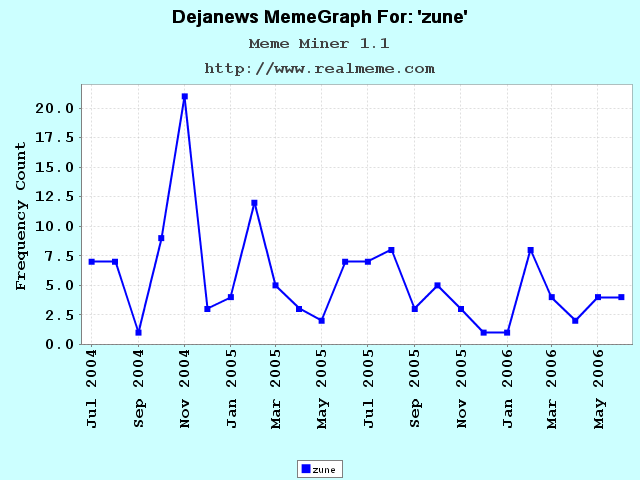 Dejanews MemeGraph For: 'zune'
Meme Miner 1.1
http://www.realmeme.com
Frequency Count
20.0
17.5
15.0
12.5
10.0
7.5
5.0
2.5
0.0
Jul 2004
Sep 2004
Nov 2004
Jan 2005
Mar 2005
May 2005
Jul 2005
Sep 2005
Nov 2005
Jan 2006
Mar 2006
May 2006
zune